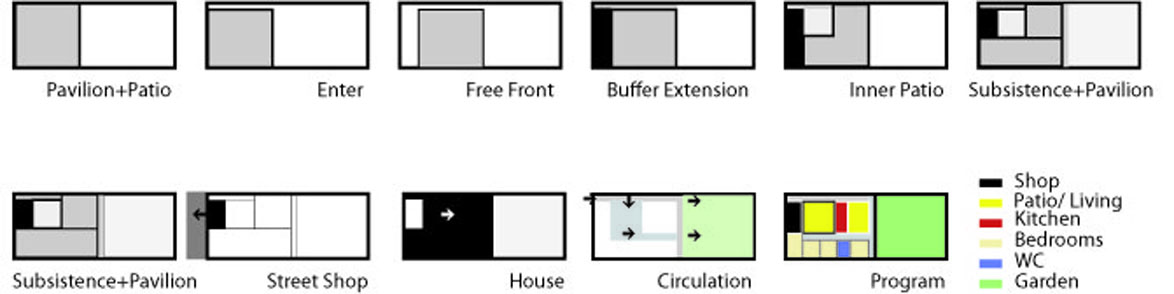 Pavilion+Patio
Enter
Free Front
Buffer Extension
Inner Patio
Subsistence+Pavilion
Subsistence+Pavilion
Street Shop
House
Circulation
Program
Shop
Patio/ Living
Kitchen
Bedrooms
WC
Garden